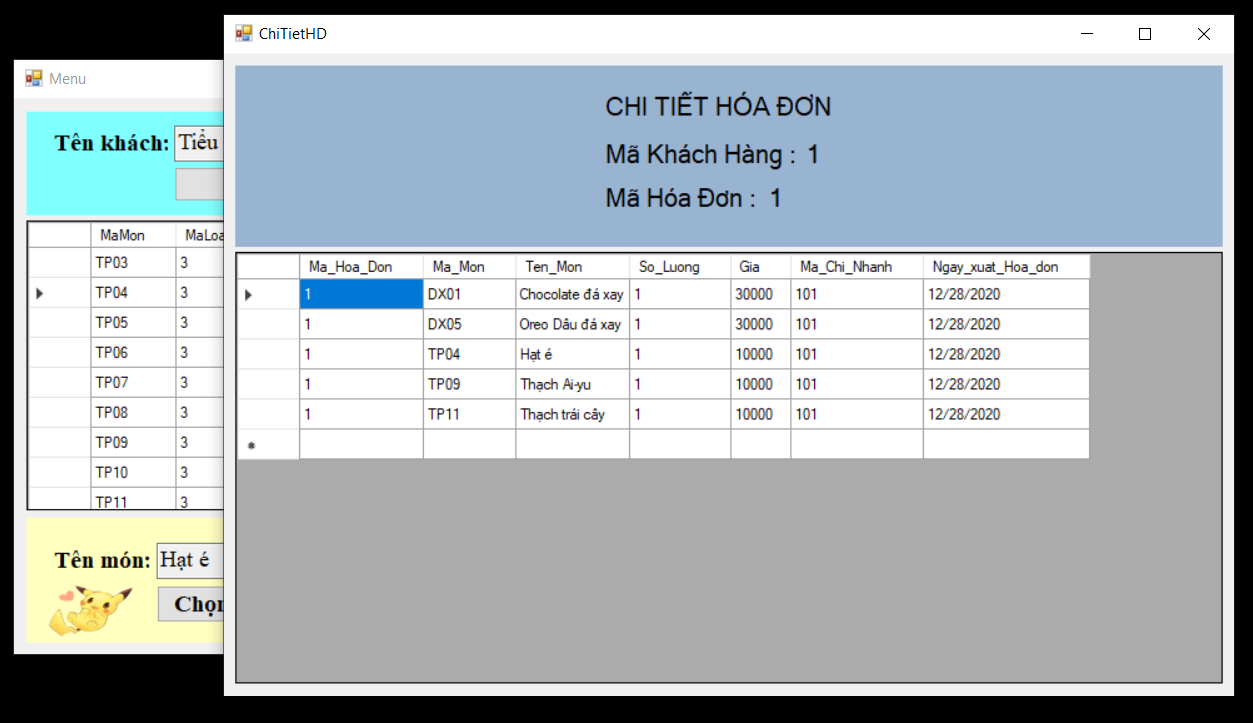 ChiTietHD
CHI TIẾT HÓA ĐƠN
Mã Khách Hàng : 1
Mã Hóa Đơn : 1
Ma_Hoa_Don Ma_Mon Ten_Mon So_Luong Gia Ma_Chi_Nhanh Ngay_xuat_Hoa_don
1 DX01 Chocolate đá xay 1 30000 101 12/28/2020
1 DX05 Oreo Dâu đá xay 1 30000 101 12/28/2020
1 TP04 Hạt é 1 10000 101 12/28/2020
1 TP09 Thạch Ai-yu 1 10000 101 12/28/2020
1 TP11 Thạch trái cây 1 10000 101 12/28/2020
Menu
Tên khách: Tiểu
MaMon MaLoa
TP03 3
TP04 3
TP05 3
TP06 3
TP07 3
TP08 3
TP09 3
TP10 3
TP11 3
Tên món: Hạt é
Chọn